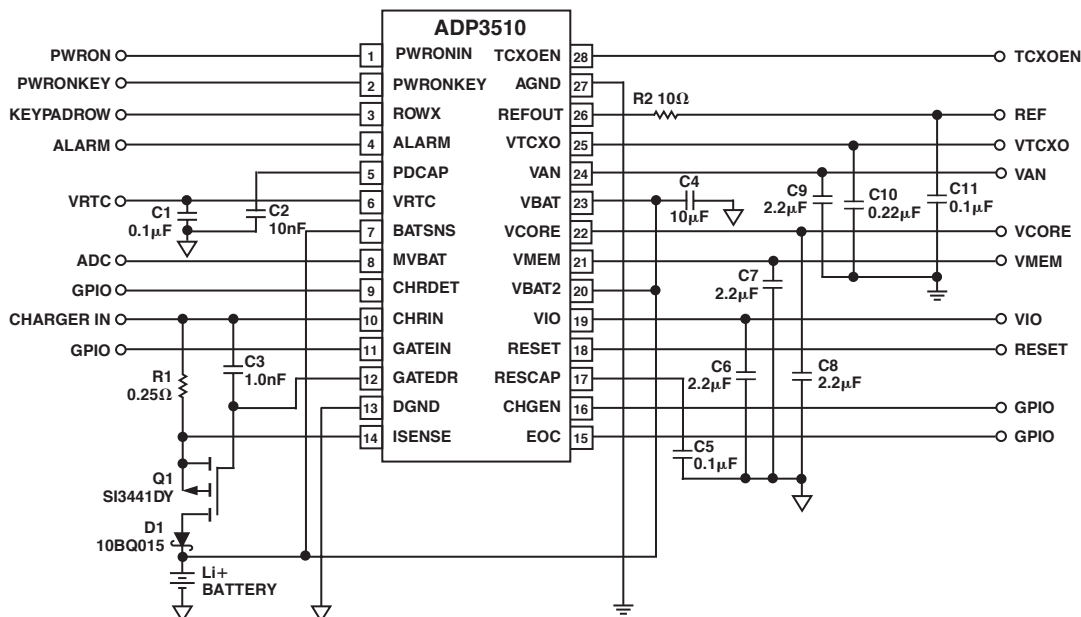 ADP3510
PWRON
1
PWRONIN
TCXOEN
28
TCXOEN
PWRONKEY
2
PWRONKEY
AGND
27
KEYPADROW
3
ROWX
REFOUT
26
R2 10Ω
REF
ALARM
4
ALARM
VTCXO
25
VTCXO
5
PDCAP
VAN
24
VAN
VRTC
6
VRTC
VBAT
23
C1
0.1µF
C2
10nF
C4
10µF
C9
2.2µF
C10
0.22µF
C11
0.1µF
7
BATSNS
VCORE
22
VCORE
ADC
8
MVBAT
VMEM
21
VMEM
GPIO
9
CHRDET
VBAT2
20
C7
2.2µF
CHARGER IN
10
CHRIN
VIO
19
VIO
GPIO
11
GATEIN
RESET
18
RESET
R1
0.25Ω
C3
1.0nF
12
GATEDR
RESCAP
17
C6
2.2µF
C8
2.2µF
13
DGND
CHGEN
16
GPIO
14
ISENSE
EOC
15
GPIO
C5
0.1µF
Q1
SI3441DY
D1
10BQ015
Li+
BATTERY